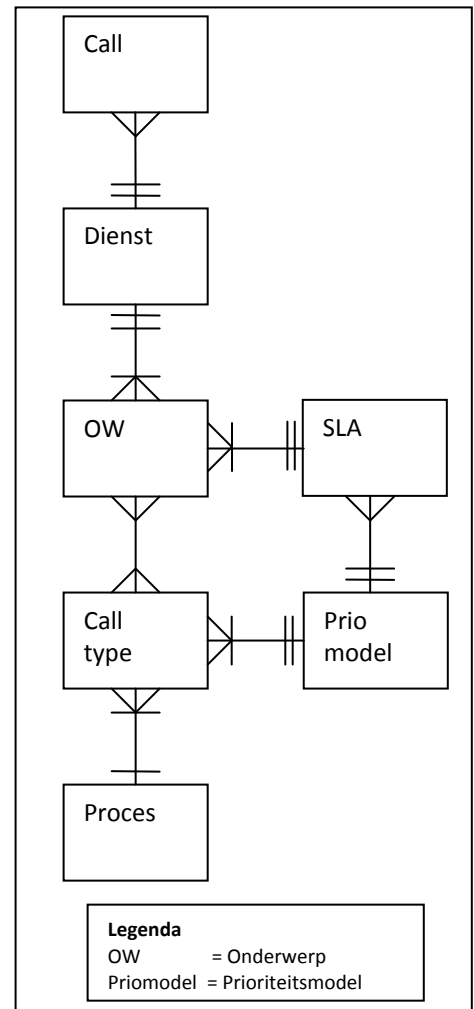 Call
Dienst
OW
SLA
Call
type
Prio
model
Proces
Legenda
OW = Onderwerp
Priomodel = Prioriteitsmodel